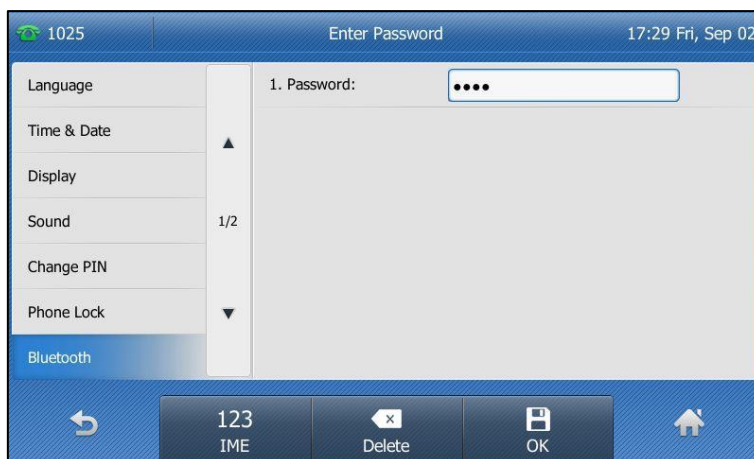 1025 Enter Password 17:29 Fri, Sep 02
Language
1. Password: ••••
Time & Date
Display
Sound
1/2
Change PIN
Phone Lock
Bluetooth
123
IME
Delete
OK